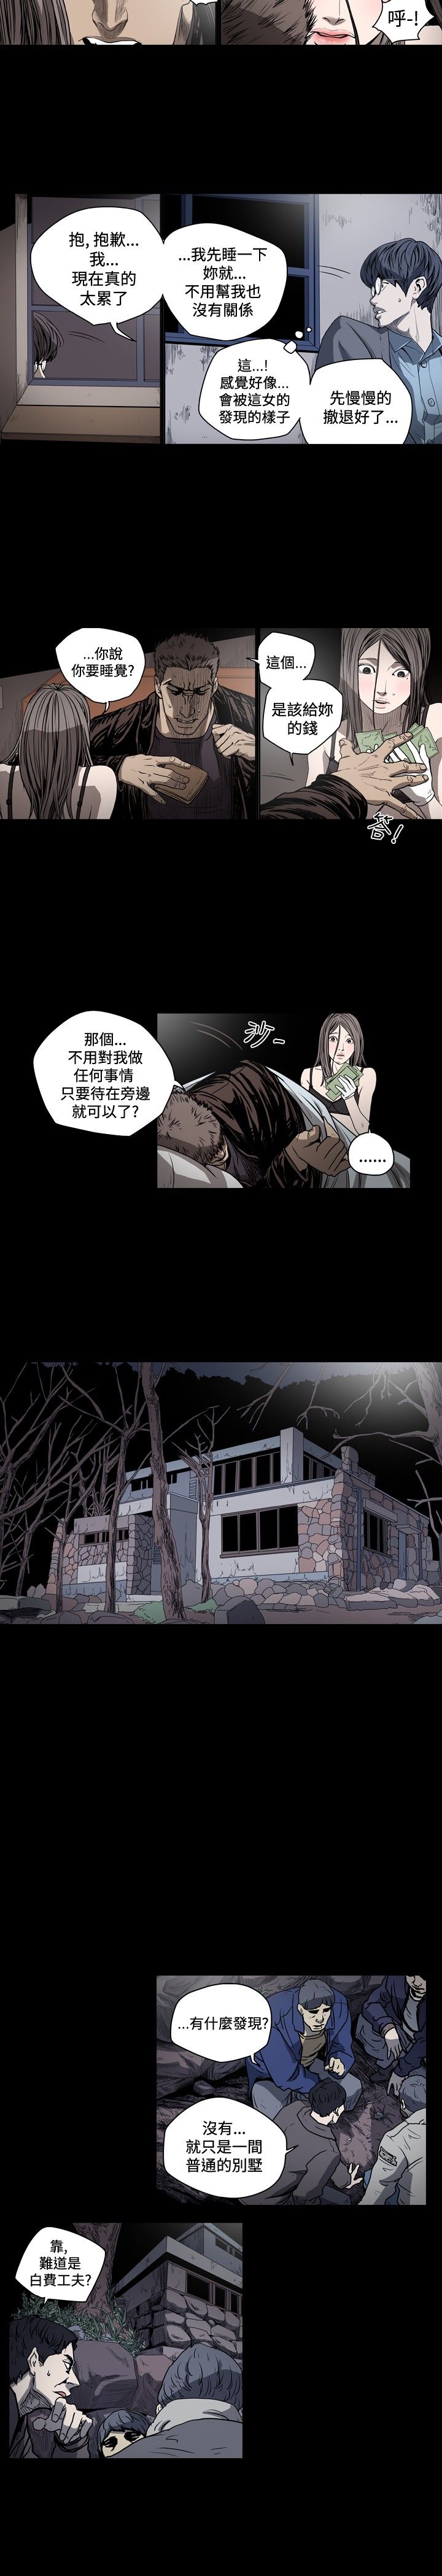 呼-!
抱, 抱歉...
我...
現在真的
太累了
...我先睡一下
妳就...
不用幫我也
沒有關係
這...!
感覺好像...
會被這女的
發現的樣子
先慢慢的
撤退好了...
...你說
你要睡覺?
這個...
是該給妳
的錢
答!
沙-
那個...
不用對我做
任何事情
只要待在旁邊
就可以了?
......
...有什麼發現?
沒有...
就只是一間
普通的別墅
靠,
難道是
白費工夫?